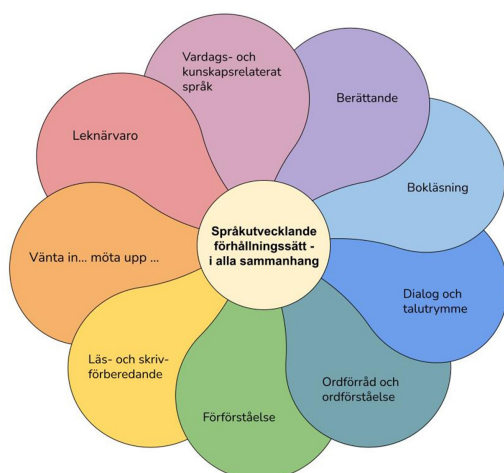 Vardags- och
kunskapsrelaterat
språk
Berättande
Bokläsning
Dialog och
talutrymme
Ordförråd och
ordförståelse
Förförståelse
Läs- och skriv-
förberedande
Vänta in... möta upp ...
Leknärvaro
Språkutvecklande
förhållningssätt -
i alla sammanhang